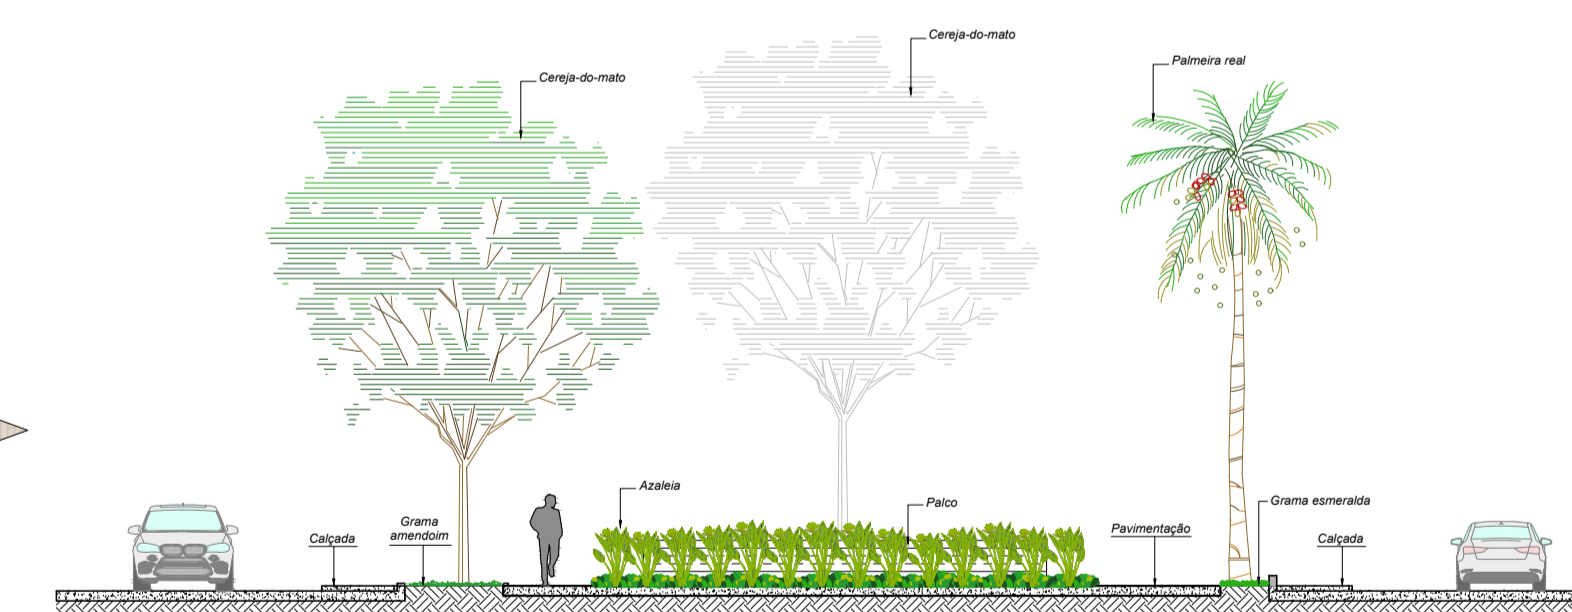 Cereja-do-mato
Cereja-do-mato
Palmeira real
Azaleia
Palco
Grama esmeralda
Calçada
Grama
amendoim
Pavimentação
Calçada